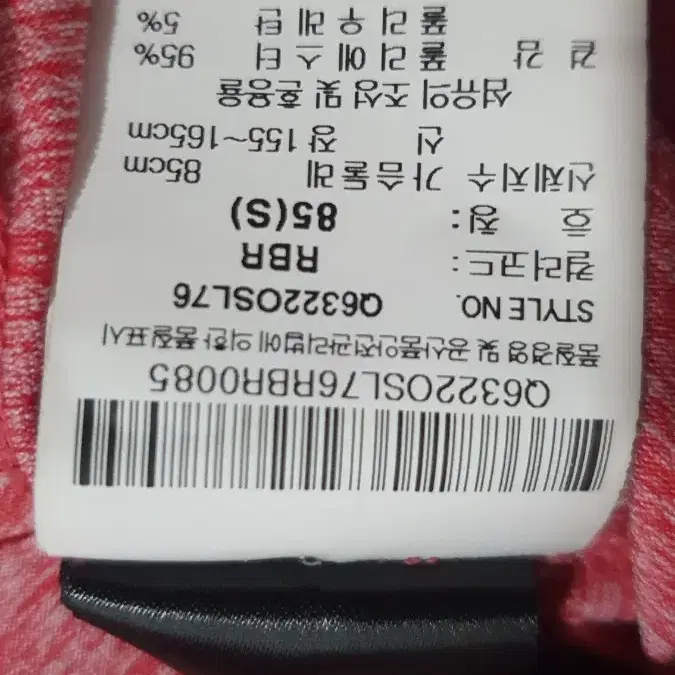 Q6322OSL76RBR0085
품질경영 및 공산품안전관리법에 의한 품질표시
STYLE NO. Q6322OSL76
컬러코드: RBR
호 칭: 85(S)
신체치수 가슴둘레 85cm
신 장 155~165cm
섬유의 조성 및 혼용율
겉 감 폴리에스터 95%
폴리우레탄 5%